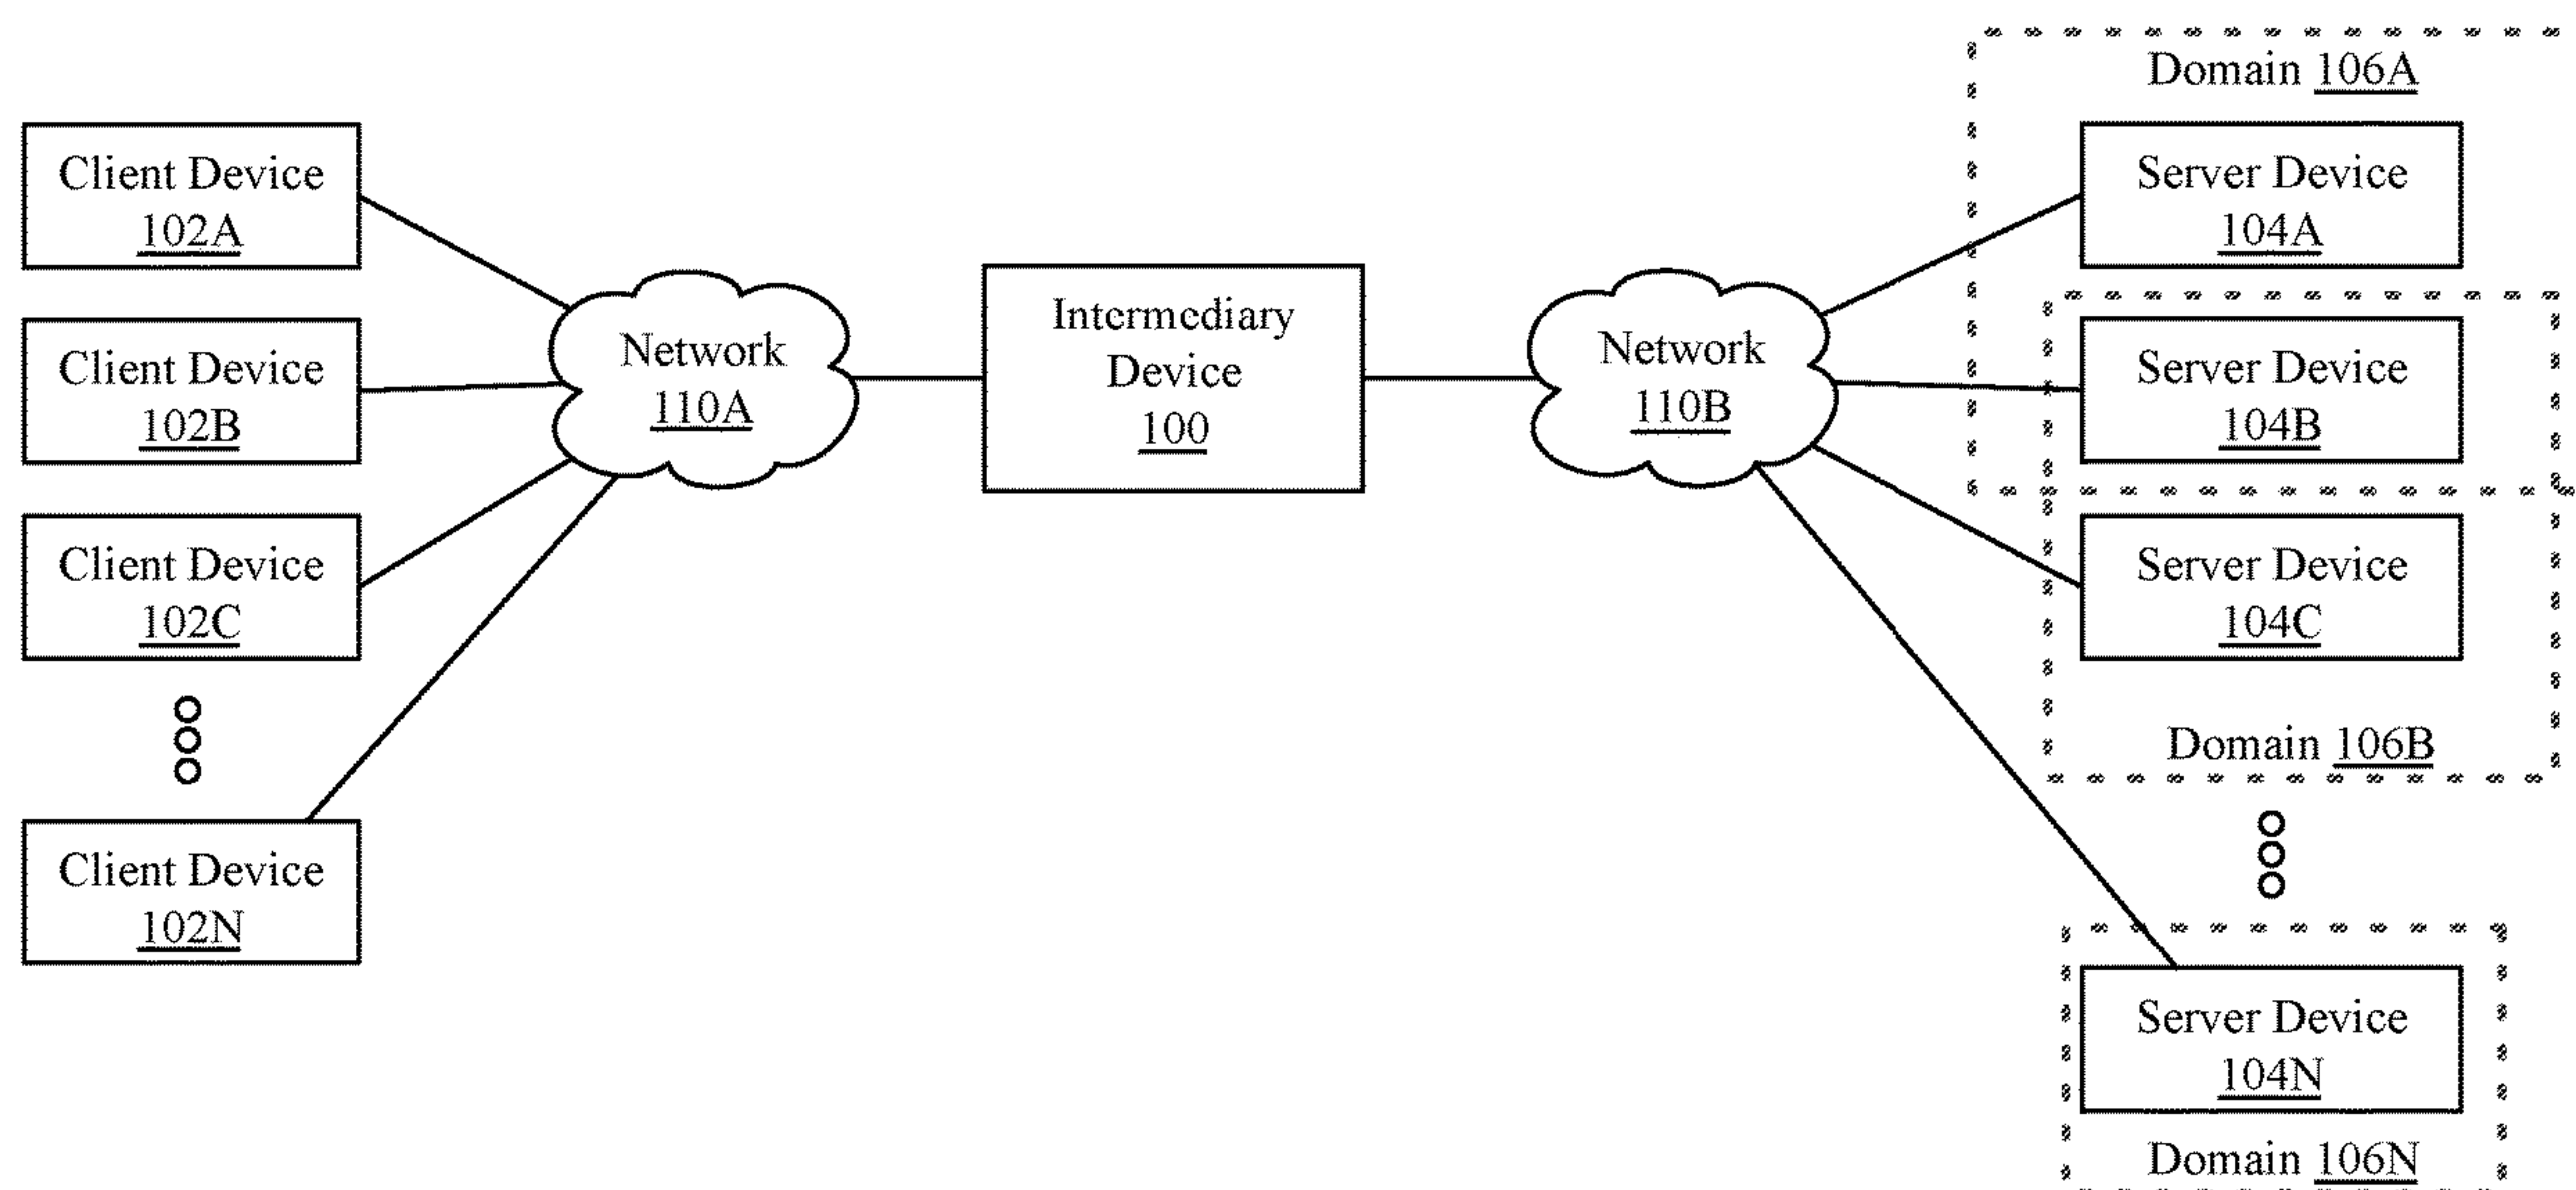 Domain 106A
Client Device
102A
Server Device
104A
Client Device
102B
Network
110A
Intermediary
Device
100
Network
110B
Server Device
104B
Client Device
102C
Server Device
104C
Domain 106B
Client Device
102N
Server Device
104N
Domain 106N